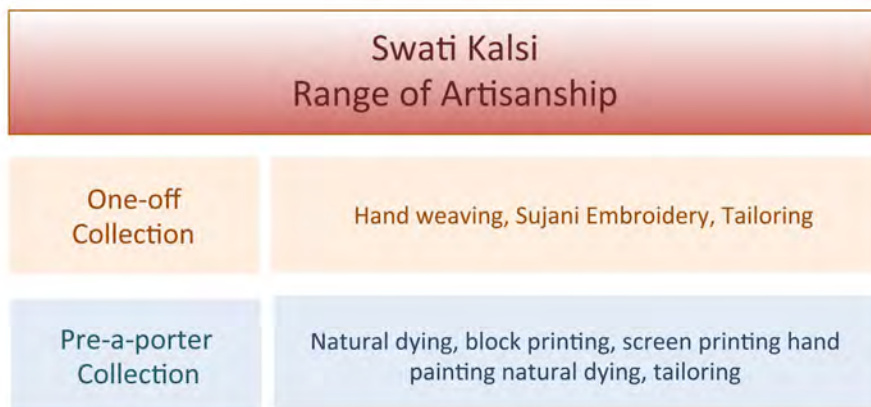 Swati Kalsi
Range of Artisanship
One-off
Collection
Hand weaving, Sujani Embroidery, Tailoring
Pre-a-porter
Collection
Natural dying, block printing, screen printing hand
painting natural dying, tailoring